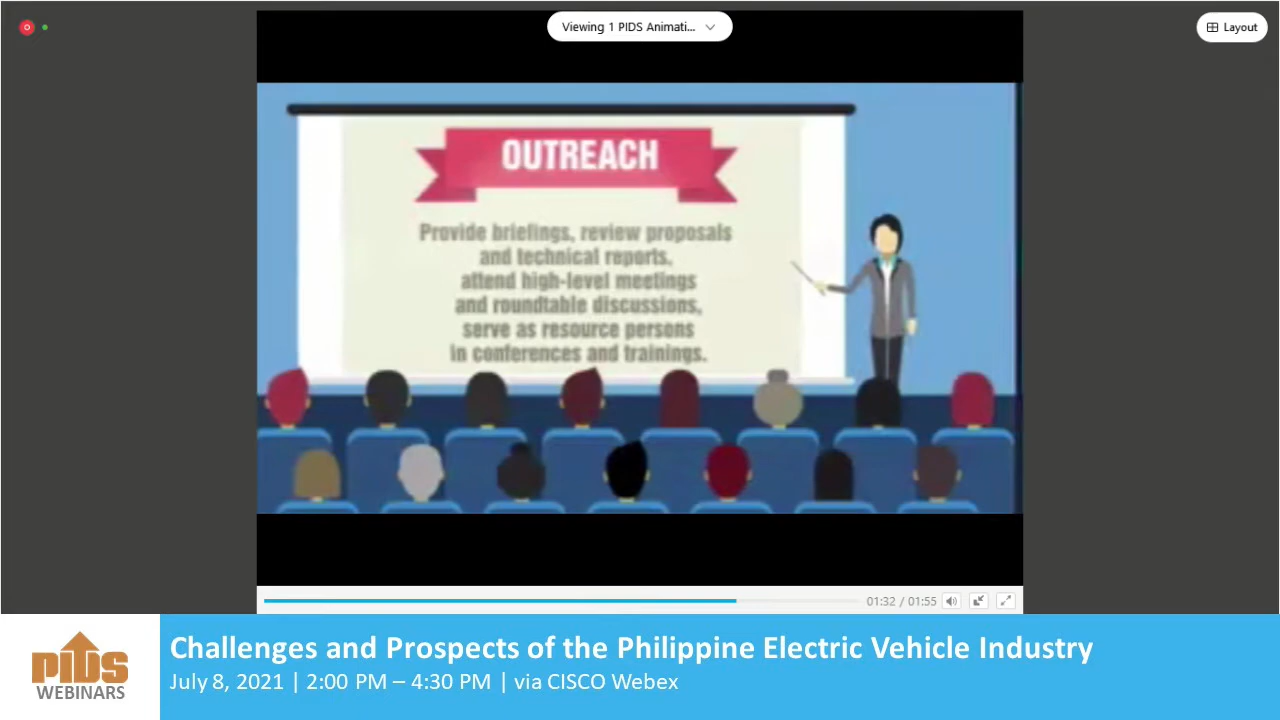 Viewing 1 PIDS Animati...
Layout
OUTREACH
Provide briefings, review proposals
and technical reports,
attend high-level meetings
and roundtable discussions,
serve as resource persons
in conferences and trainings.
01:32 / 01:55
PIDS
WEBINARS
Challenges and Prospects of the Philippine Electric Vehicle Industry
July 8, 2021 | 2:00 PM – 4:30 PM | via CISCO Webex